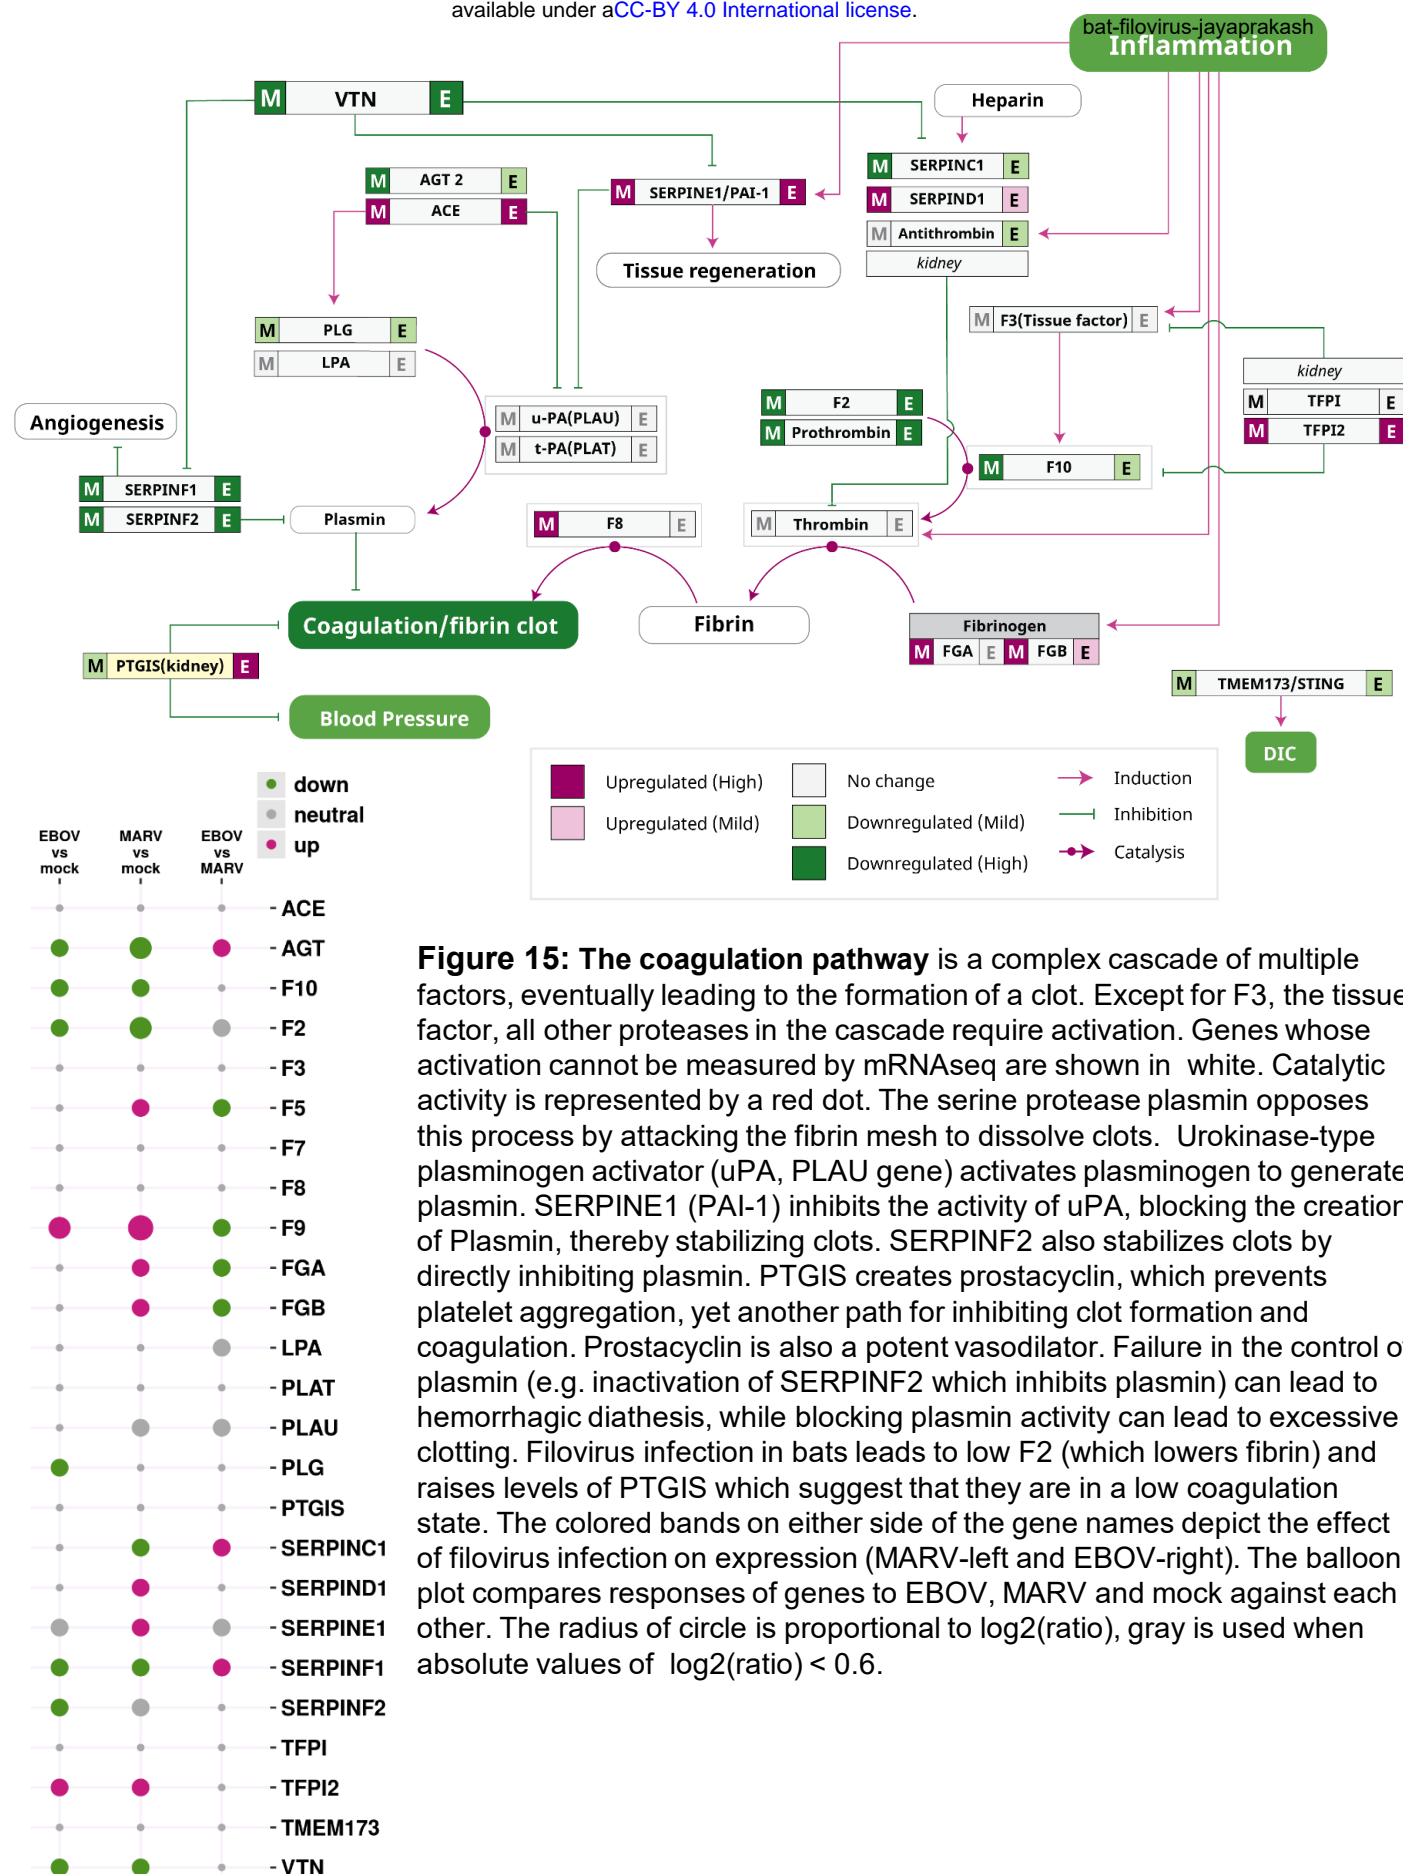 available under aCC-BY 4.0 International license.
bat-filovirus-jayaprakash
Inflammation
M VTN E
Heparin
M AGT 2 E
M ACE E
M SERPINE1/PAI-1 E
M SERPINC1 E
M SERPIND1 E
M Antithrombin E
kidney
Tissue regeneration
M PLG E
M LPA E
M F3(Tissue factor) E
kidney
M TFPI E
M TFPI2 E
Angiogenesis
M u-PA(PLAU) E
M t-PA(PLAT) E
M F2 E
M Prothrombin E
M F10 E
M SERPINF1 E
M SERPINF2 E
Plasmin
M F8 E
M Thrombin E
Coagulation/fibrin clot
Fibrin
Fibrinogen
M FGA E M FGB E
M PTGIS(kidney) E
M TMEM173/STING E
Blood Pressure
DIC
Upregulated (High)
Upregulated (Mild)
No change
Downregulated (Mild)
Downregulated (High)
Induction
Inhibition
Catalysis
down
neutral
up
EBOV vs mock
MARV vs mock
EBOV vs MARV
ACE
AGT
F10
F2
F3
F5
F7
F8
F9
FGA
FGB
LPA
PLAT
PLAU
PLG
PTGIS
SERPINC1
SERPIND1
SERPINE1
SERPINF1
SERPINF2
TFPI
TFPI2
TMEM173
VTN
Figure 15: The coagulation pathway is a complex cascade of multiple
factors, eventually leading to the formation of a clot. Except for F3, the tissue
factor, all other proteases in the cascade require activation. Genes whose
activation cannot be measured by mRNAseq are shown in white. Catalytic
activity is represented by a red dot. The serine protease plasmin opposes
this process by attacking the fibrin mesh to dissolve clots. Urokinase-type
plasminogen activator (uPA, PLAU gene) activates plasminogen to generate
plasmin. SERPINE1 (PAI-1) inhibits the activity of uPA, blocking the creation
of Plasmin, thereby stabilizing clots. SERPINF2 also stabilizes clots by
directly inhibiting plasmin. PTGIS creates prostacyclin, which prevents
platelet aggregation, yet another path for inhibiting clot formation and
coagulation. Prostacyclin is also a potent vasodilator. Failure in the control of
plasmin (e.g. inactivation of SERPINF2 which inhibits plasmin) can lead to
hemorrhagic diathesis, while blocking plasmin activity can lead to excessive
clotting. Filovirus infection in bats leads to low F2 (which lowers fibrin) and
raises levels of PTGIS which suggest that they are in a low coagulation
state. The colored bands on either side of the gene names depict the effect
of filovirus infection on expression (MARV-left and EBOV-right). The balloon
plot compares responses of genes to EBOV, MARV and mock against each
other. The radius of circle is proportional to log2(ratio), gray is used when
absolute values of log2(ratio) < 0.6.